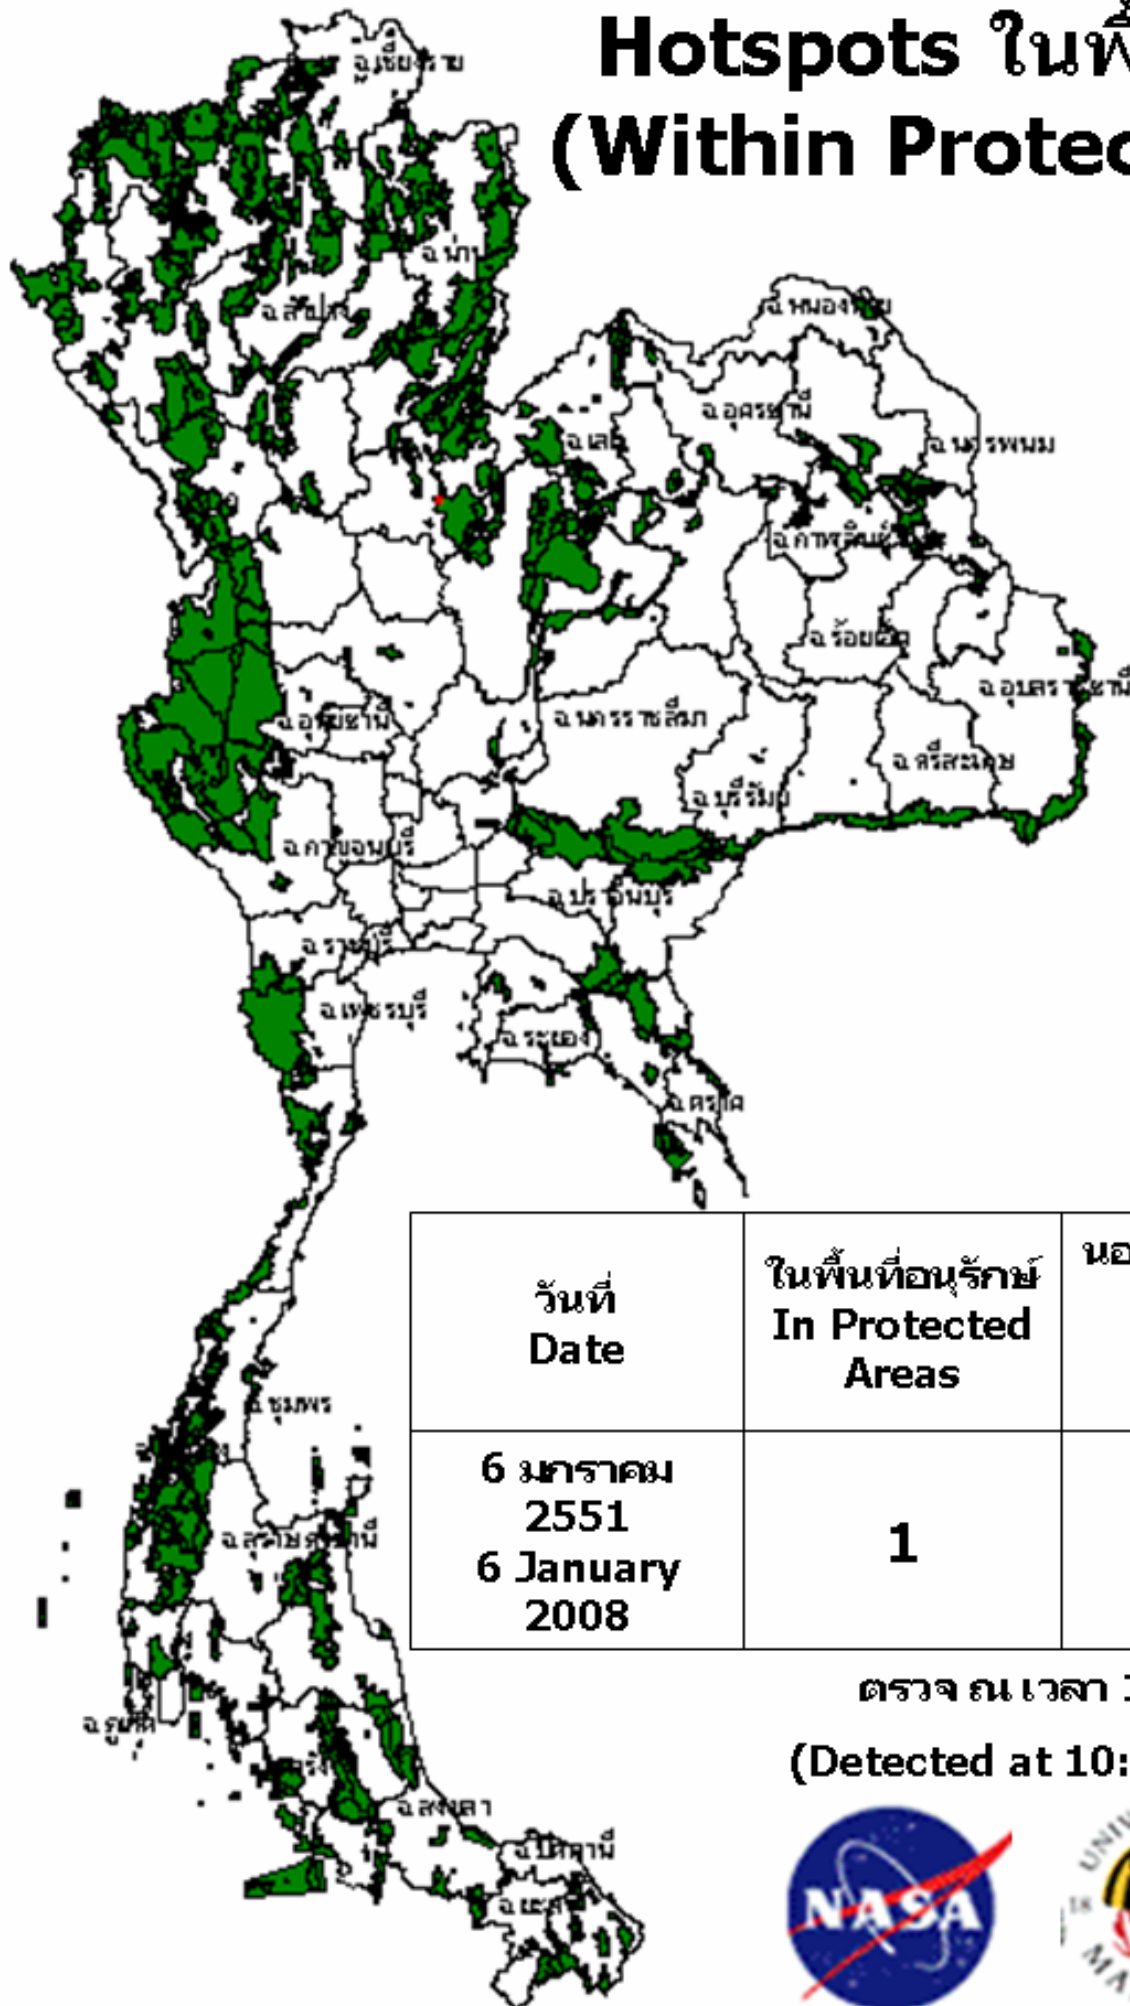 Hotspots ในพื้
(Within Protec
จ.เชียงราย
จ.น่าน
จ.ลำปาง
จ.หนองคาย
จ.อุดรธานี
จ.เลย
จ.นครพนม
จ.กาฬสินธุ์
จ.ร้อยเอ็ด
จ.อุบลราชธานี
จ.อุทัยธานี
จ.นครราชสีมา
จ.ศรีสะเกษ
จ.บุรีรัมย์
จ.กาญจนบุรี
จ.ปราจีนบุรี
จ.ราชบุรี
จ.เพชรบุรี
จ.ระยอง
จ.ตราด
วันที่
Date
ในพื้นที่อนุรักษ์
In Protected
Areas
นอ
6 มกราคม
2551
6 January
2008
1
จ.ชุมพร
จ.สุราษฎร์ธานี
ตรวจ ณ เวลา
(Detected at 10:
จ.ภูเก็ต
จ.สงขลา
จ.ปัตตานี
จ.ยะลา
NASA
UNIV
18
MA